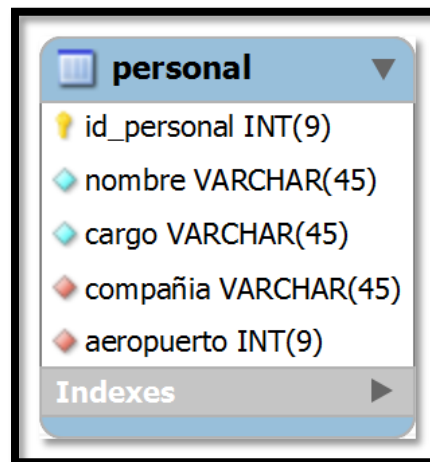 personal
id_personal INT(9)
nombre VARCHAR(45)
cargo VARCHAR(45)
compañia VARCHAR(45)
aeropuerto INT(9)
Indexes